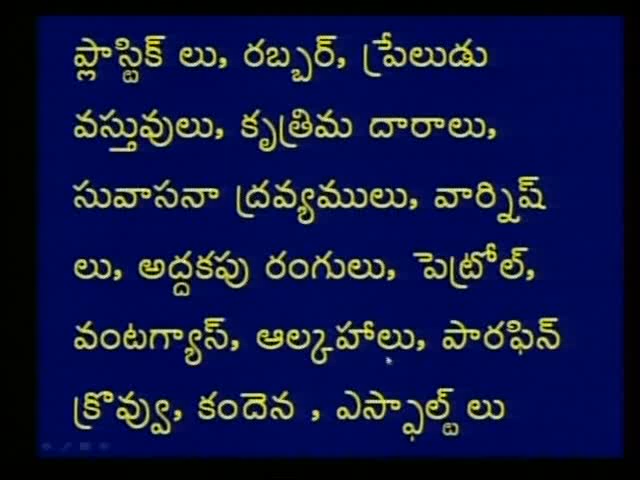 ప్లాస్టిక్ లు, రబ్బర్, ప్రేలుడు
వస్తువులు, కృత్రిమ దారాలు,
సువాసనా ద్రవ్యములు, వార్నిష్
లు, అద్దకపు రంగులు, పెట్రోల్,
వంటగ్యాస్, ఆల్కహాలు, పారఫిన్
క్రొవ్వు, కందెన , ఎస్ఫాల్ట్ లు